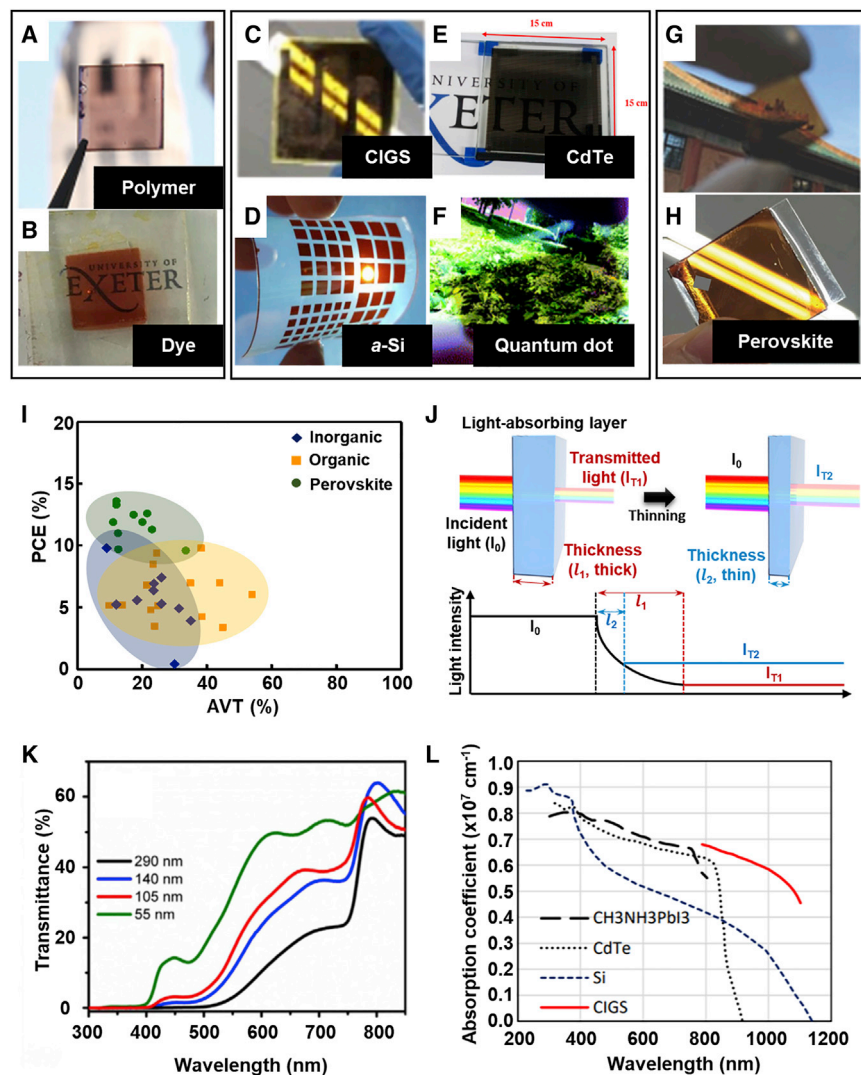 A
Polymer
B
UNIVERSITY OF
EXETER
Dye
C
CIGS
D
a-Si
E
15 cm
15 cm
UNIVERSITY OF
EXETER
CdTe
F
Quantum dot
G
H
Perovskite
I
20
15
10
5
0
PCE (%)
Inorganic
Organic
Perovskite
0 20 40 60 80 100
AVT (%)
J
Light-absorbing layer
I0
Transmitted
light (IT1)
IT2
Thinning
Incident
light (I0)
Thickness
(l1, thick)
Thickness
(l2, thin)
Light intensity
I0
l1
l2
IT2
IT1
K
60
40
20
0
Transmittance (%)
290 nm
140 nm
105 nm
55 nm
300 400 500 600 700 800
Wavelength (nm)
L
1.0
0.9
0.8
0.7
0.6
0.5
0.4
0.3
0.2
0.1
0
Absorption coefficient (x10⁷ cm⁻¹)
CH3NH3PbI3
CdTe
Si
CIGS
200 400 600 800 1000 1200
Wavelength (nm)